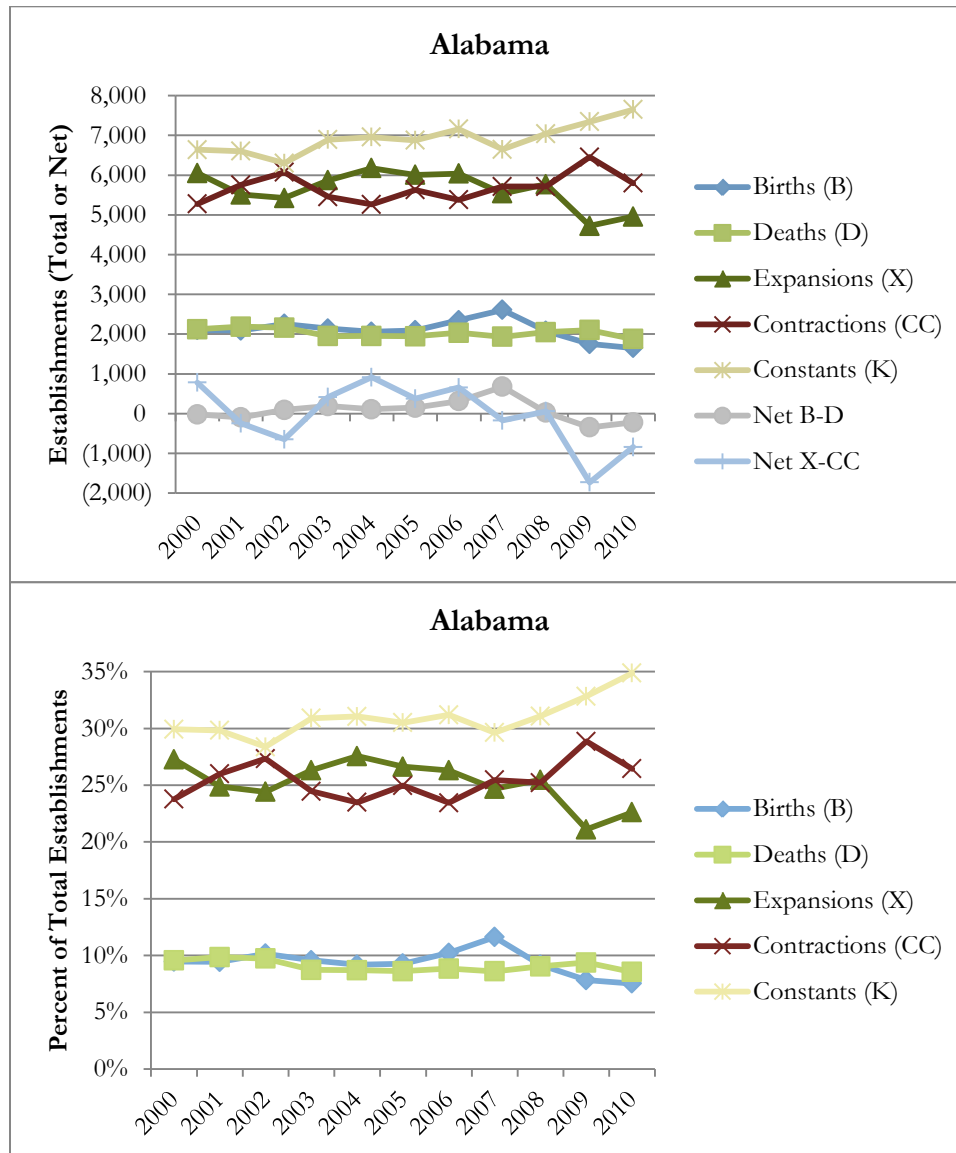 Alabama
Establishments (Total or Net)
8,000
7,000
6,000
5,000
4,000
3,000
2,000
1,000
0
(1,000)
(2,000)
2000
2001
2002
2003
2004
2005
2006
2007
2008
2009
2010
Births (B)
Deaths (D)
Expansions (X)
Contractions (CC)
Constants (K)
Net B-D
Net X-CC
Alabama
Percent of Total Establishments
35%
30%
25%
20%
15%
10%
5%
0%
2000
2001
2002
2003
2004
2005
2006
2007
2008
2009
2010
Births (B)
Deaths (D)
Expansions (X)
Contractions (CC)
Constants (K)